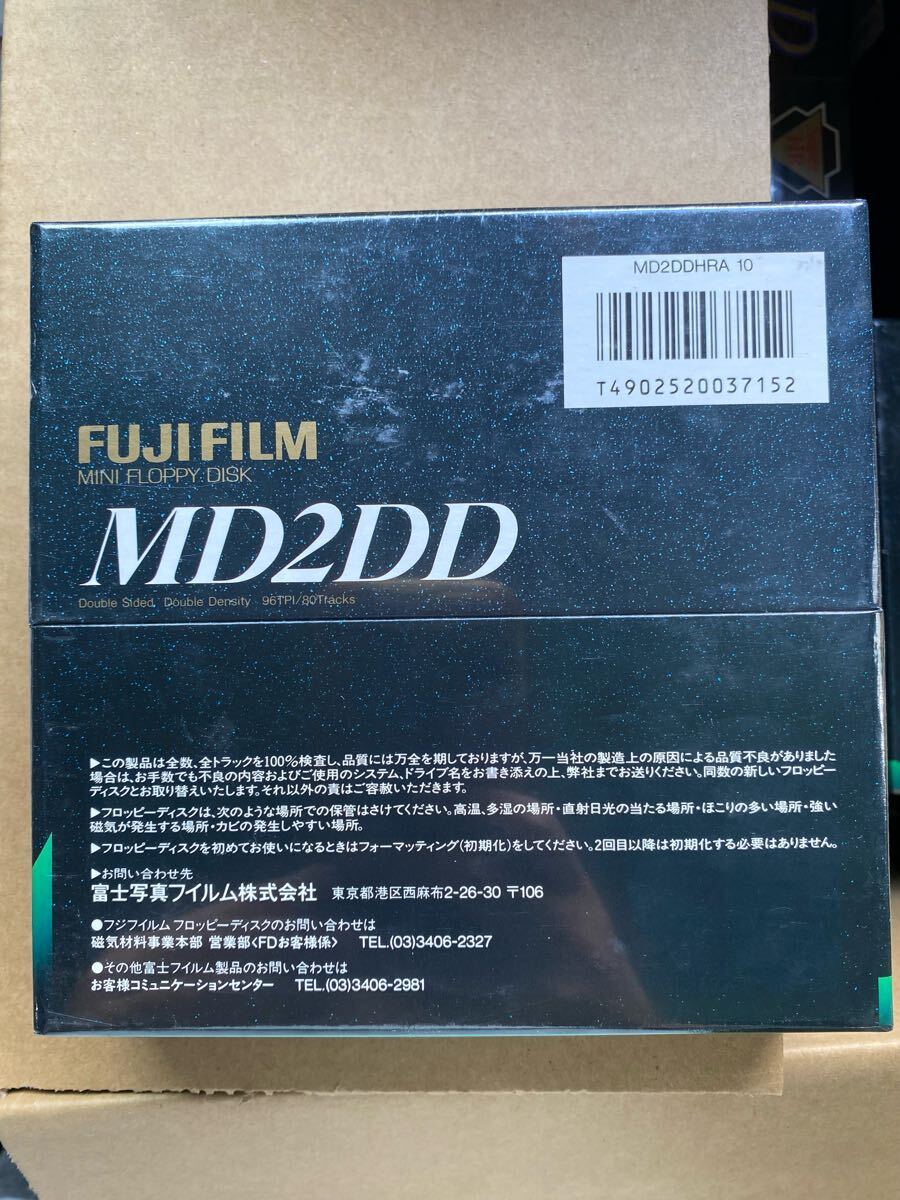 MD2DDHRA 10
T4902520037152
FUJI FILM
MINI FLOPPY DISK
MD2DD
Double Sided, Double Density 96TPI/80Tracks
▶この製品は全数、全トラックを100%検査し、品質には万全を期しておりますが、万一当社の製造上の原因による品質不良がありました
場合は、お手数でも不良の内容およびご使用のシステム、ドライブ名をお書き添えの上、弊社までお送りください。同数の新しいフロッピー
ディスクとお取り替えいたします。それ以外の責はご容赦いただきます。
▶フロッピーディスクは、次のような場所での保管はさけてください。高温、多湿の場所・直射日光の当たる場所・ほこりの多い場所・強い
磁気が発生する場所・カビの発生しやすい場所。
▶フロッピーディスクを初めてお使いになるときはフォーマッティング(初期化)をしてください。2回目以降は初期化する必要はありません。
▶お問い合わせ先
富士写真フイルム株式会社 東京都港区西麻布2-26-30 〒106
●フジフイルム フロッピーディスクのお問い合わせは
磁気材料事業本部 営業部〈FDお客様係〉 TEL.(03)3406-2327
●その他富士フイルム製品のお問い合わせは
お客様コミュニケーションセンター TEL.(03)3406-2981